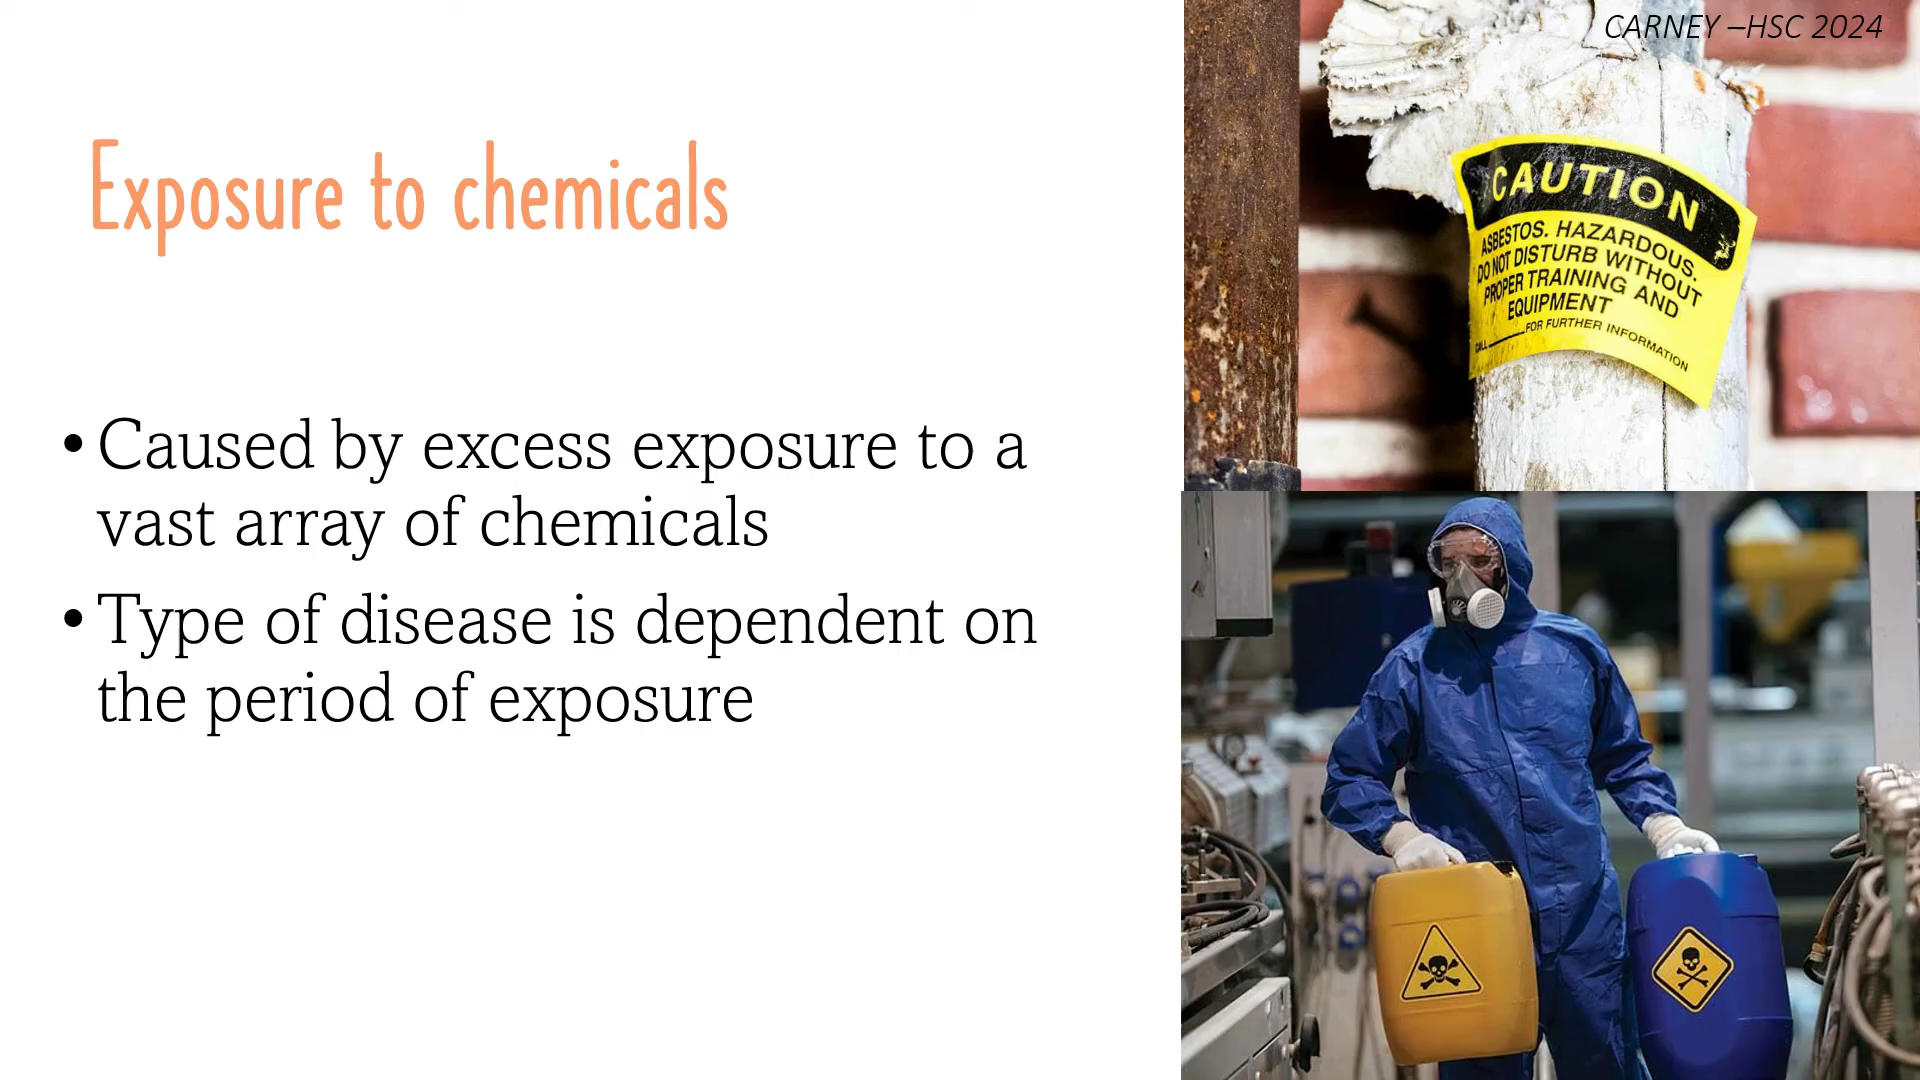 CARNEY –HSC 2024
Exposure to chemicals
• Caused by excess exposure to a
vast array of chemicals
• Type of disease is dependent on
the period of exposure
CAUTION
ASBESTOS. HAZARDOUS.
DO NOT DISTURB WITHOUT
PROPER TRAINING AND
EQUIPMENT
CALL ______ FOR FURTHER INFORMATION